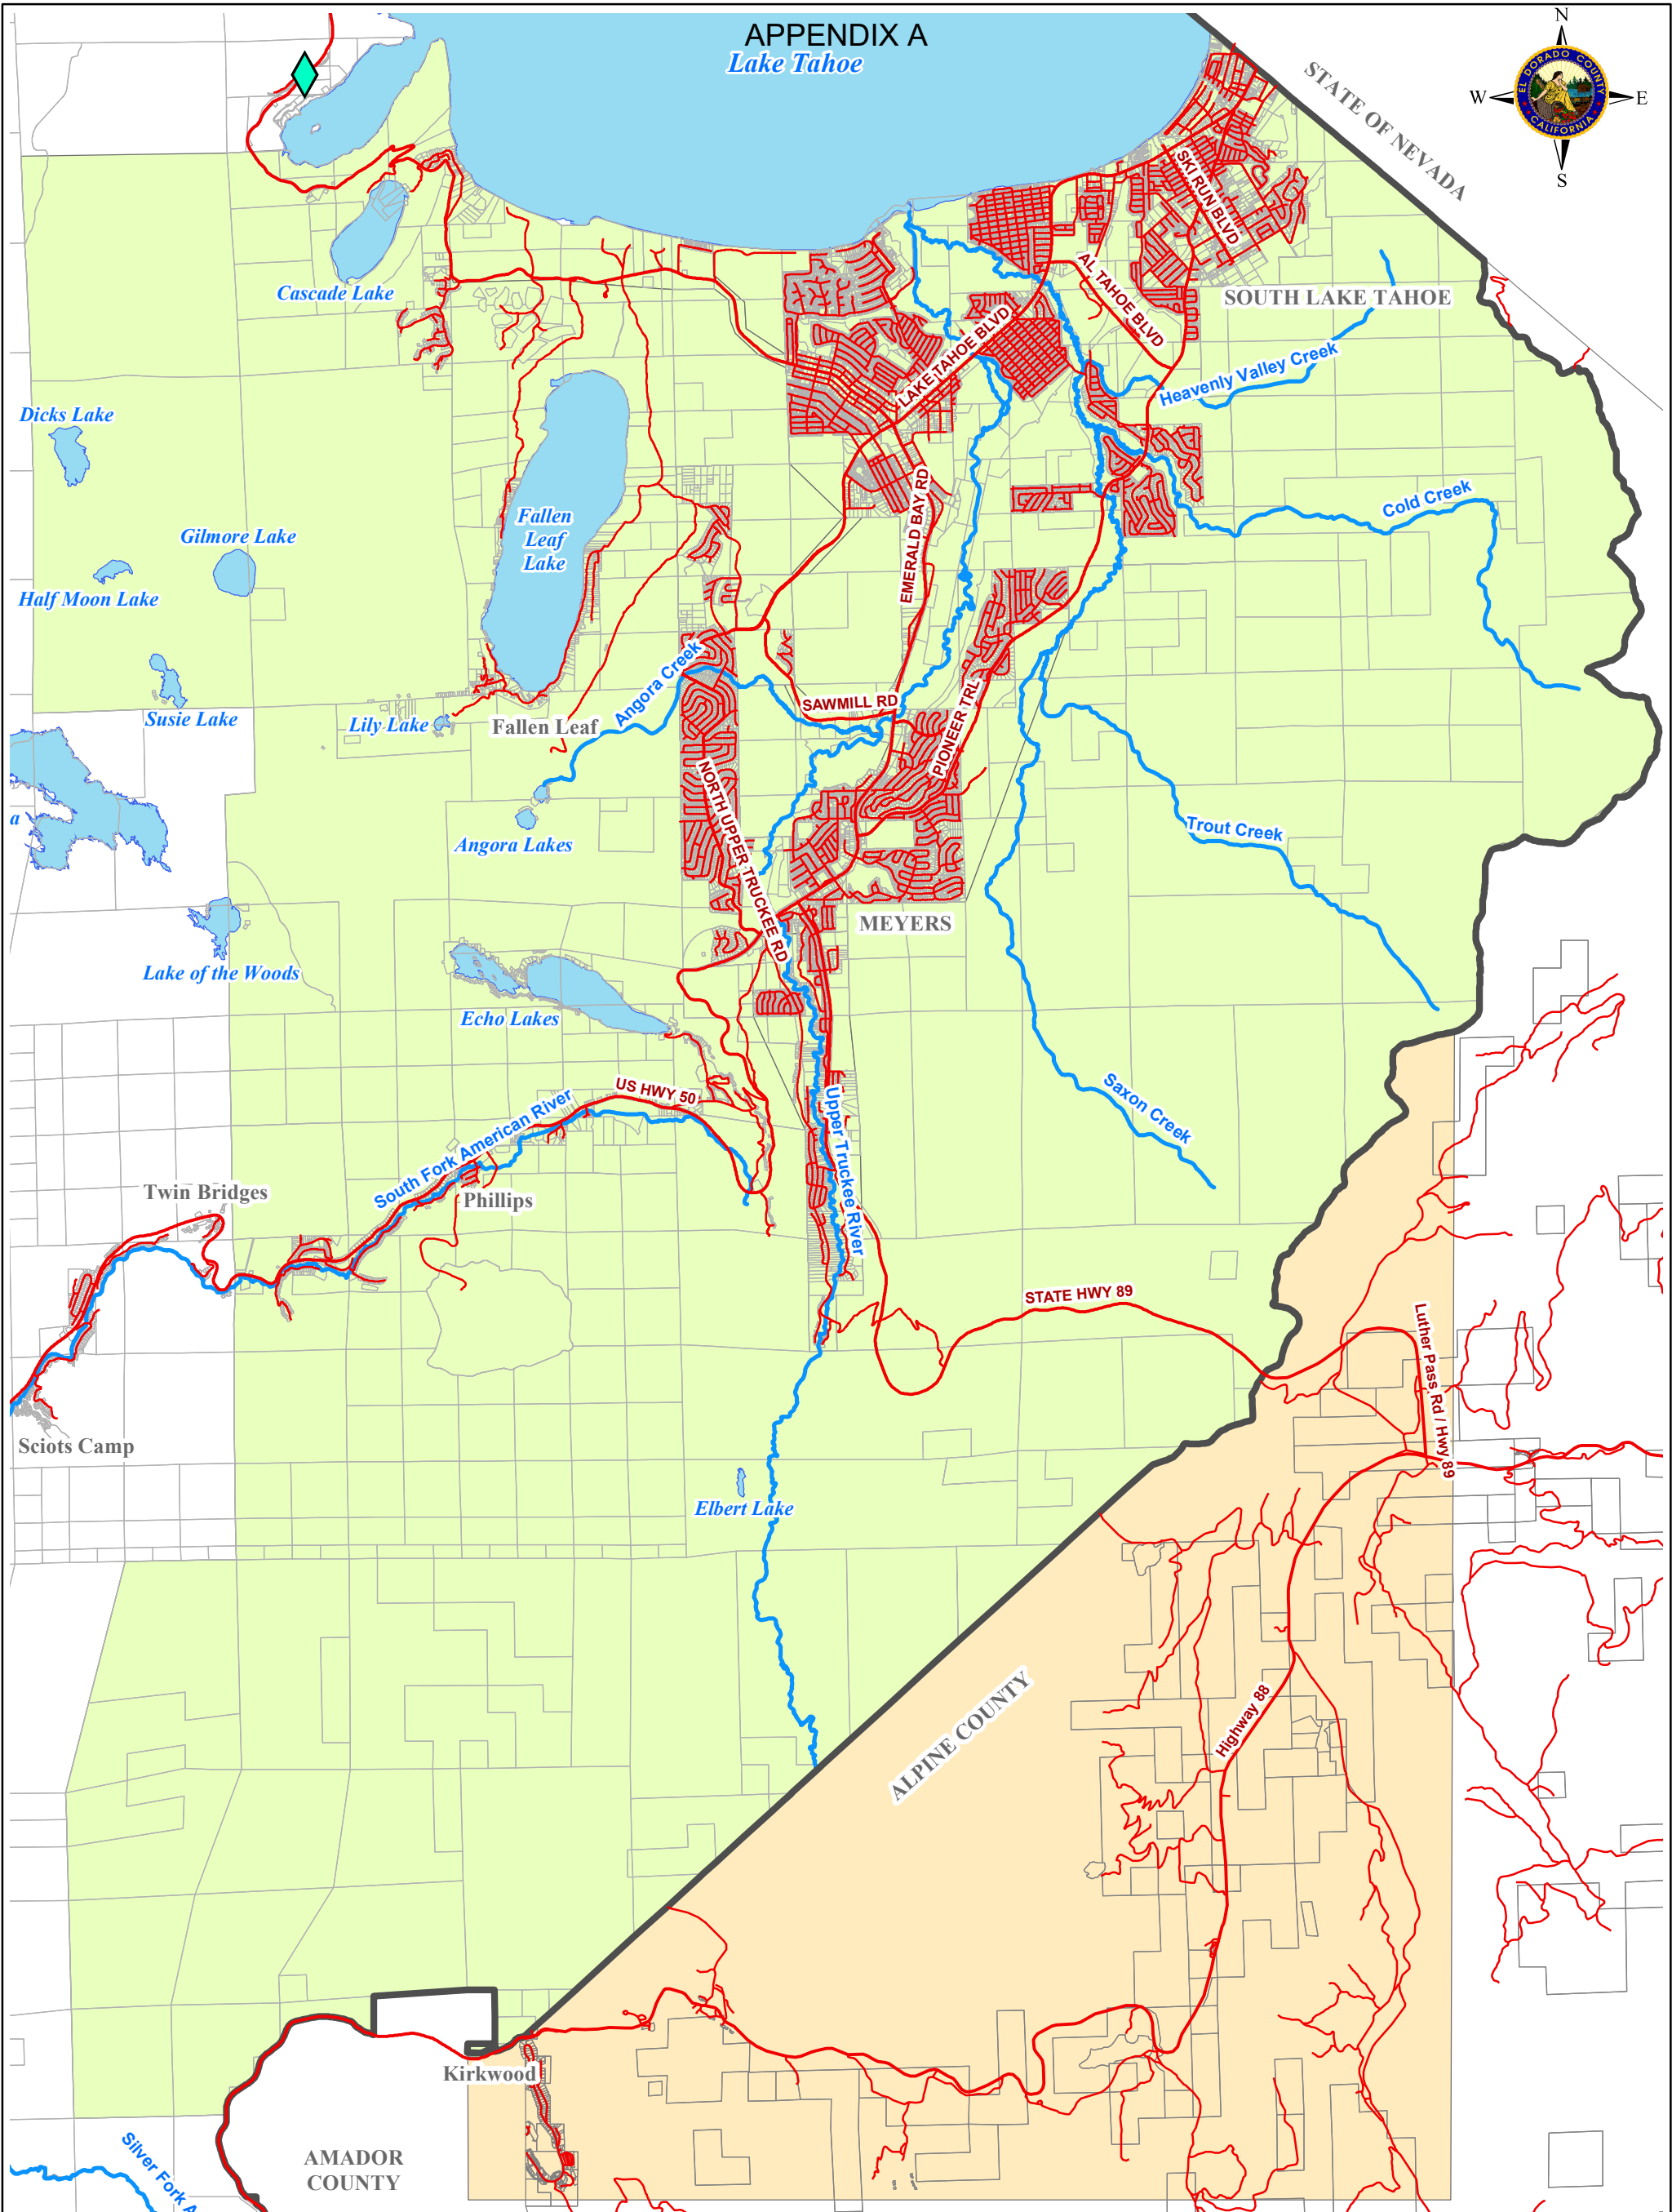 APPENDIX A
Lake Tahoe
N
W
E
S
EL DORADO COUNTY
CALIFORNIA
STATE OF NEVADA
SKI RUN BLVD
Cascade Lake
AL TAHOE BLVD
SOUTH LAKE TAHOE
LAKE TAHOE BLVD
Heavenly Valley Creek
Dicks Lake
Fallen
Leaf
Lake
EMERALD BAY RD
Cold Creek
Gilmore Lake
Half Moon Lake
Angora Creek
Susie Lake
Lily Lake
Fallen Leaf
SAWMILL RD
PIONEER TRL
NORTH UPPER TRUCKEE RD
a
Angora Lakes
Trout Creek
MEYERS
Lake of the Woods
Echo Lakes
US HWY 50
Upper Truckee River
Saxon Creek
South Fork American River
Twin Bridges
Phillips
STATE HWY 89
Luther Pass Rd / Hwy 89
Sciots Camp
Elbert Lake
ALPINE COUNTY
Highway 88
Kirkwood
AMADOR
COUNTY
Silver Fork A